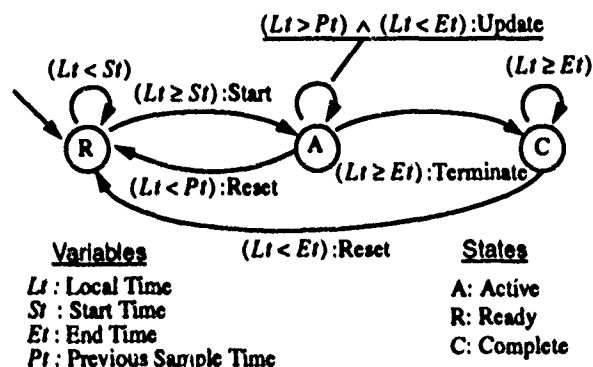 (Lt > Pt) ∧ (Lt < Et):Update
(Lt < St)
(Lt ≥ Et)
(Lt ≥ St):Start
R
A
C
(Lt < Pt):Reset
(Lt ≥ Et):Terminate
(Lt < Et):Reset
Variables
Lt : Local Time
St : Start Time
Et : End Time
Pt : Previous Sample Time
States
A: Active
R: Ready
C: Complete